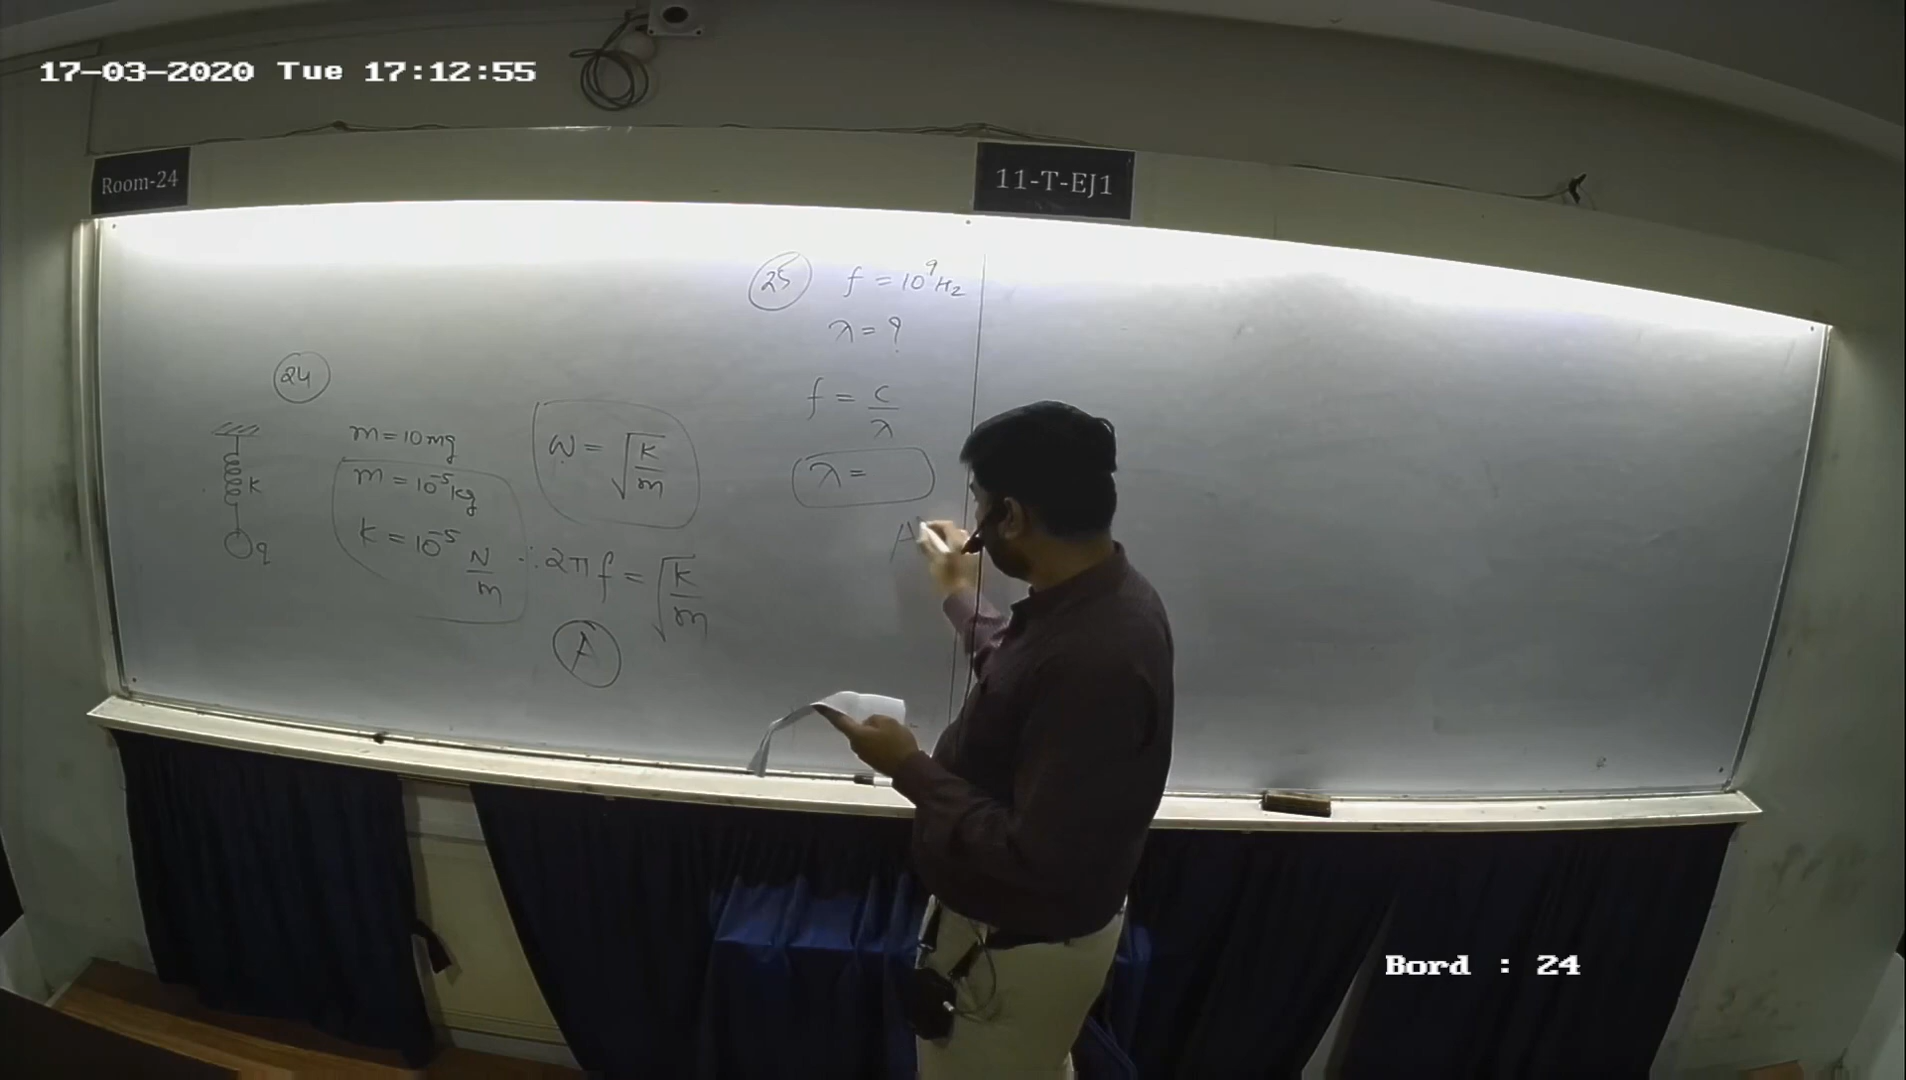 17-03-2020 Tue 17:12:55
Room-24
11-T-EJ1
24
m = 10 mg
m = 10⁻⁵ kg
K = 10⁻⁵ N/m
K
q
ω = √(K/m)
∴ 2π f = √(K/m)
A
25
f = 10⁹ Hz
λ = ?
f = c/λ
λ =
A
Bord : 24